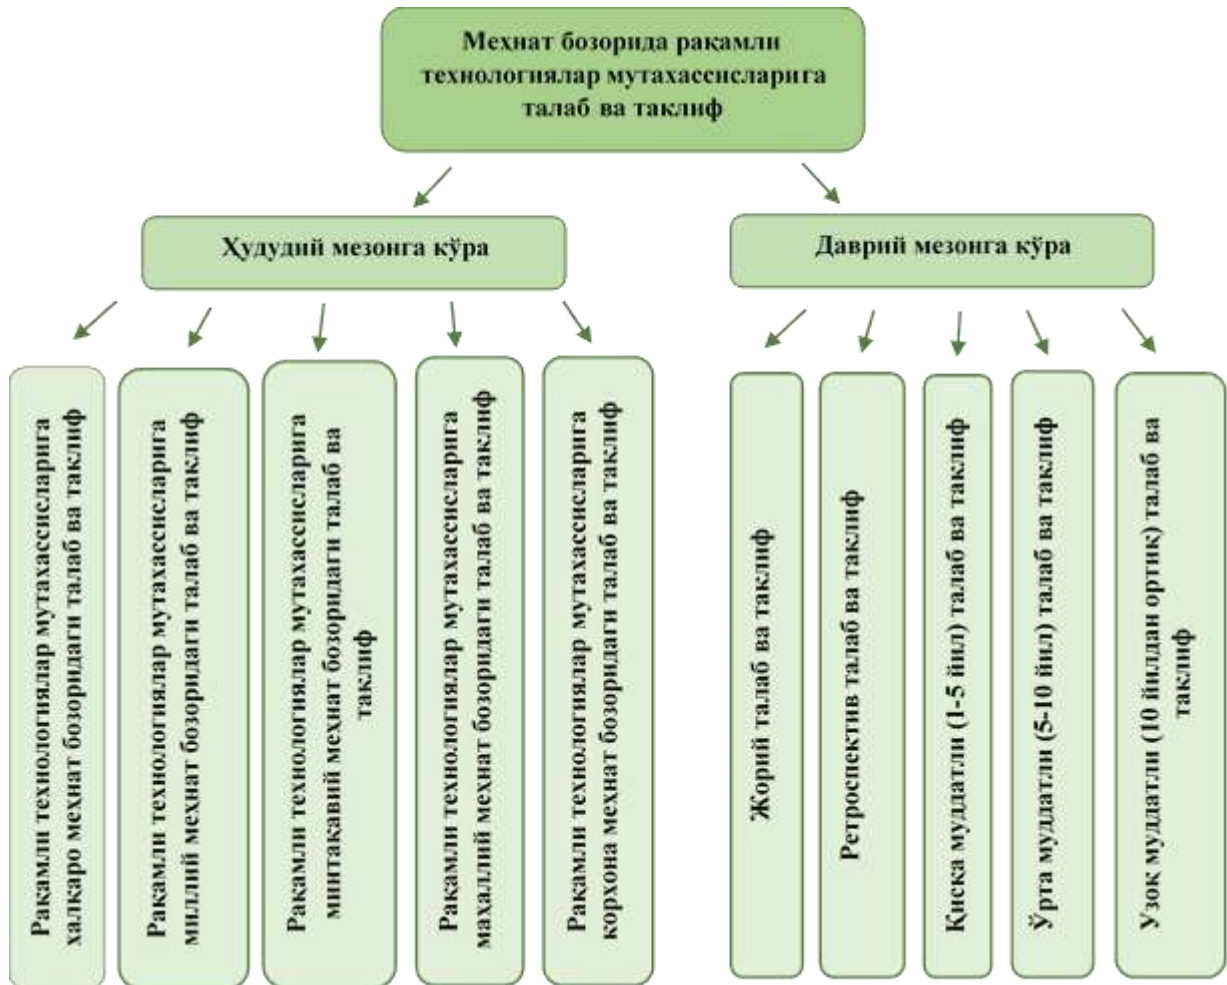 Меҳнат бозорида рақамли
технологиялар мутахассисларига
талаб ва таклиф
Ҳудудий мезонга кўра
Даврий мезонга кўра
Рақамли технологиялар мутахассисларига
халқаро меҳнат бозоридаги талаб ва таклиф
Рақамли технологиялар мутахассисларига
миллий меҳнат бозоридаги талаб ва таклиф
Рақамли технологиялар мутахассисларига
минтақавий меҳнат бозоридаги талаб ва
таклиф
Рақамли технологиялар мутахассисларига
маҳаллий меҳнат бозоридаги талаб ва таклиф
Рақамли технологиялар мутахассисларига
корхона меҳнат бозоридаги талаб ва таклиф
Жорий талаб ва таклиф
Ретроспектив талаб ва таклиф
Қисқа муддатли (1-5 йил) талаб ва таклиф
Ўрта муддатли (5-10 йил) талаб ва таклиф
Узоқ муддатли (10 йилдан ортиқ) талаб ва
таклиф